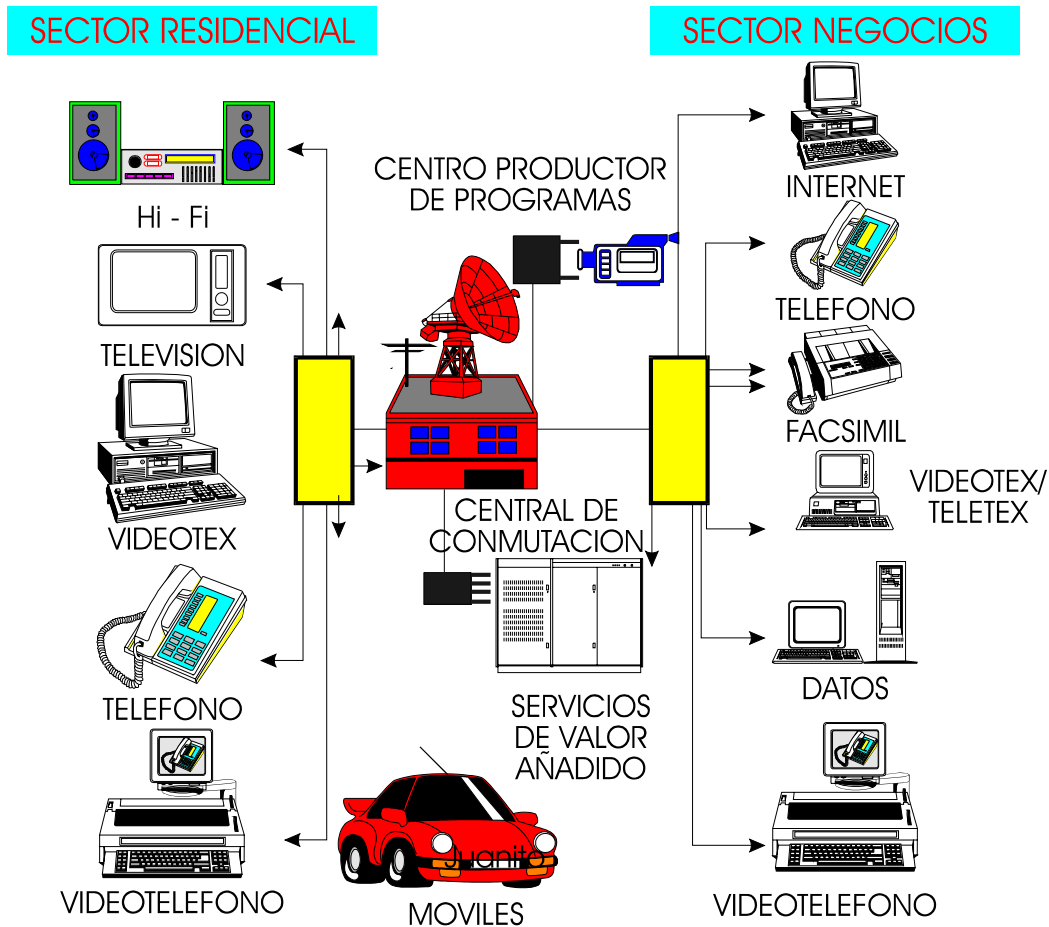 SECTOR RESIDENCIAL
SECTOR NEGOCIOS
CENTRO PRODUCTOR
DE PROGRAMAS
Hi - Fi
TELEVISION
VIDEOTEX
TELEFONO
VIDEOTELEFONO
CENTRAL DE
CONMUTACION
SERVICIOS
DE VALOR
AÑADIDO
Juanito
MOVILES
INTERNET
TELEFONO
FACSIMIL
VIDEOTEX/
TELETEX
DATOS
VIDEOTELEFONO